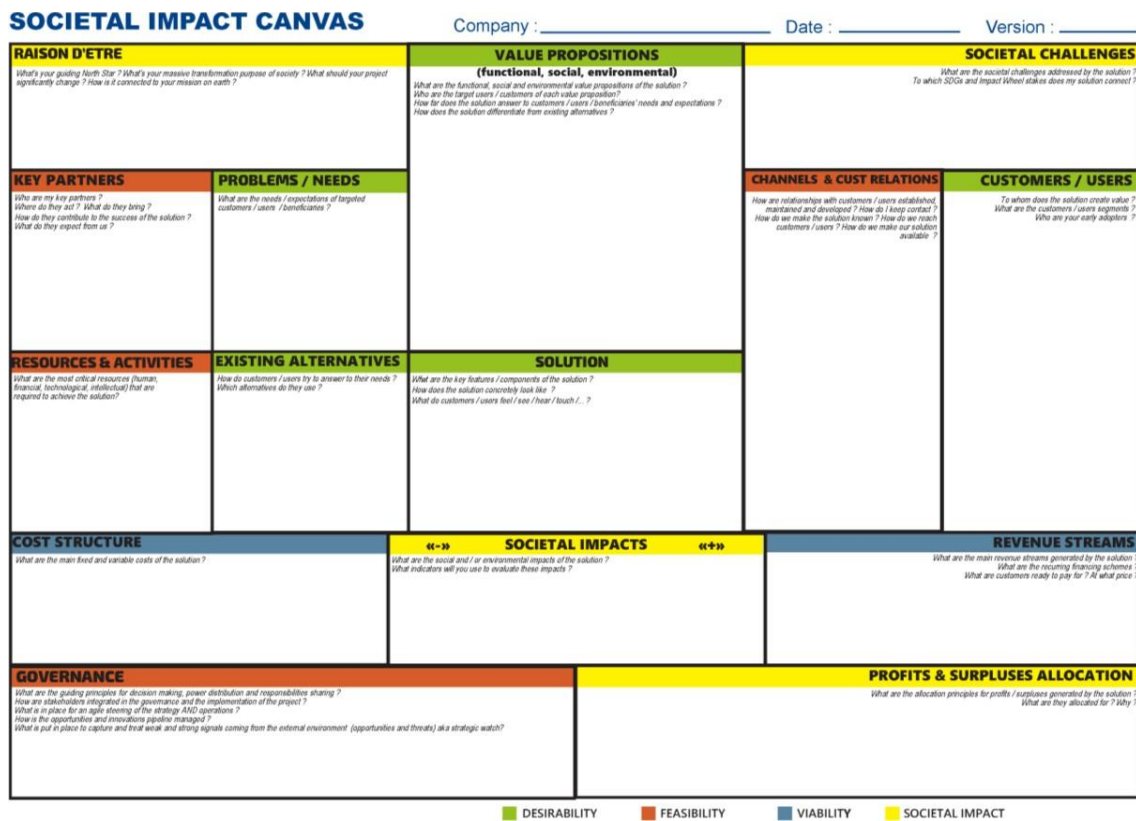 SOCIETAL IMPACT CANVAS
Company :
Date :
Version :
RAISON D'ETRE
What's your guiding North Star ? What's your massive transformation purpose of society ? What should your project
significantly change ? How is it connected to your mission on earth ?
VALUE PROPOSITIONS
(functional, social, environmental)
What are the functional, social and environmental value propositions of the solution ?
Who are the target users / customers of each value proposition?
How far does the solution answer to customers / users / beneficiaries' needs and expectations ?
How does the solution differentiate from existing alternatives ?
SOCIETAL CHALLENGES
What are the societal challenges addressed by the solution ?
To which SDGs and Impact Wheel stakes does my solution connect ?
KEY PARTNERS
Who are my key partners ?
Where do they act ? What do they bring ?
How do they contribute to the success of the solution ?
What do they expect from us ?
PROBLEMS / NEEDS
What are the needs / expectations of targeted
customers / users / beneficiaries ?
CHANNELS & CUST RELATIONS
How are relationships with customers / users established,
maintained and developed ? How do I keep contact ?
How do we make the solution known ? How do we reach
customers / users ? How do we make our solution
available ?
CUSTOMERS / USERS
To whom does the solution create value ?
What are the customers / users segments ?
Who are your early adopters ?
RESOURCES & ACTIVITIES
What are the most critical resources (human,
financial, technological, intellectual) that are
required to achieve the solution?
EXISTING ALTERNATIVES
How do customers / users try to answer to their needs ?
Which alternatives do they use ?
SOLUTION
What are the key features / components of the solution ?
How does the solution concretely look like ?
What do customers / users feel / see / hear / touch /... ?
COST STRUCTURE
What are the main fixed and variable costs of the solution ?
«-» SOCIETAL IMPACTS «+»
What are the social and / or environmental impacts of the solution ?
What indicators will you use to evaluate these impacts ?
REVENUE STREAMS
What are the main revenue streams generated by the solution ?
What are the recurring financing schemes ?
What are customers ready to pay for ? At what price ?
GOVERNANCE
What are the guiding principles for decision making, power distribution and responsibilities sharing ?
How are stakeholders integrated in the governance and the implementation of the project ?
What is in place for an agile steering of the strategy AND operations ?
How is the opportunities and innovations pipeline managed ?
What is put in place to capture and treat weak and strong signals coming from the external environment (opportunities and threats) aka strategic watch?
PROFITS & SURPLUSES ALLOCATION
What are the allocation principles for profits / surpluses generated by the solution ?
What are they allocated for ? Why ?
DESIRABILITY
FEASIBILITY
VIABILITY
SOCIETAL IMPACT